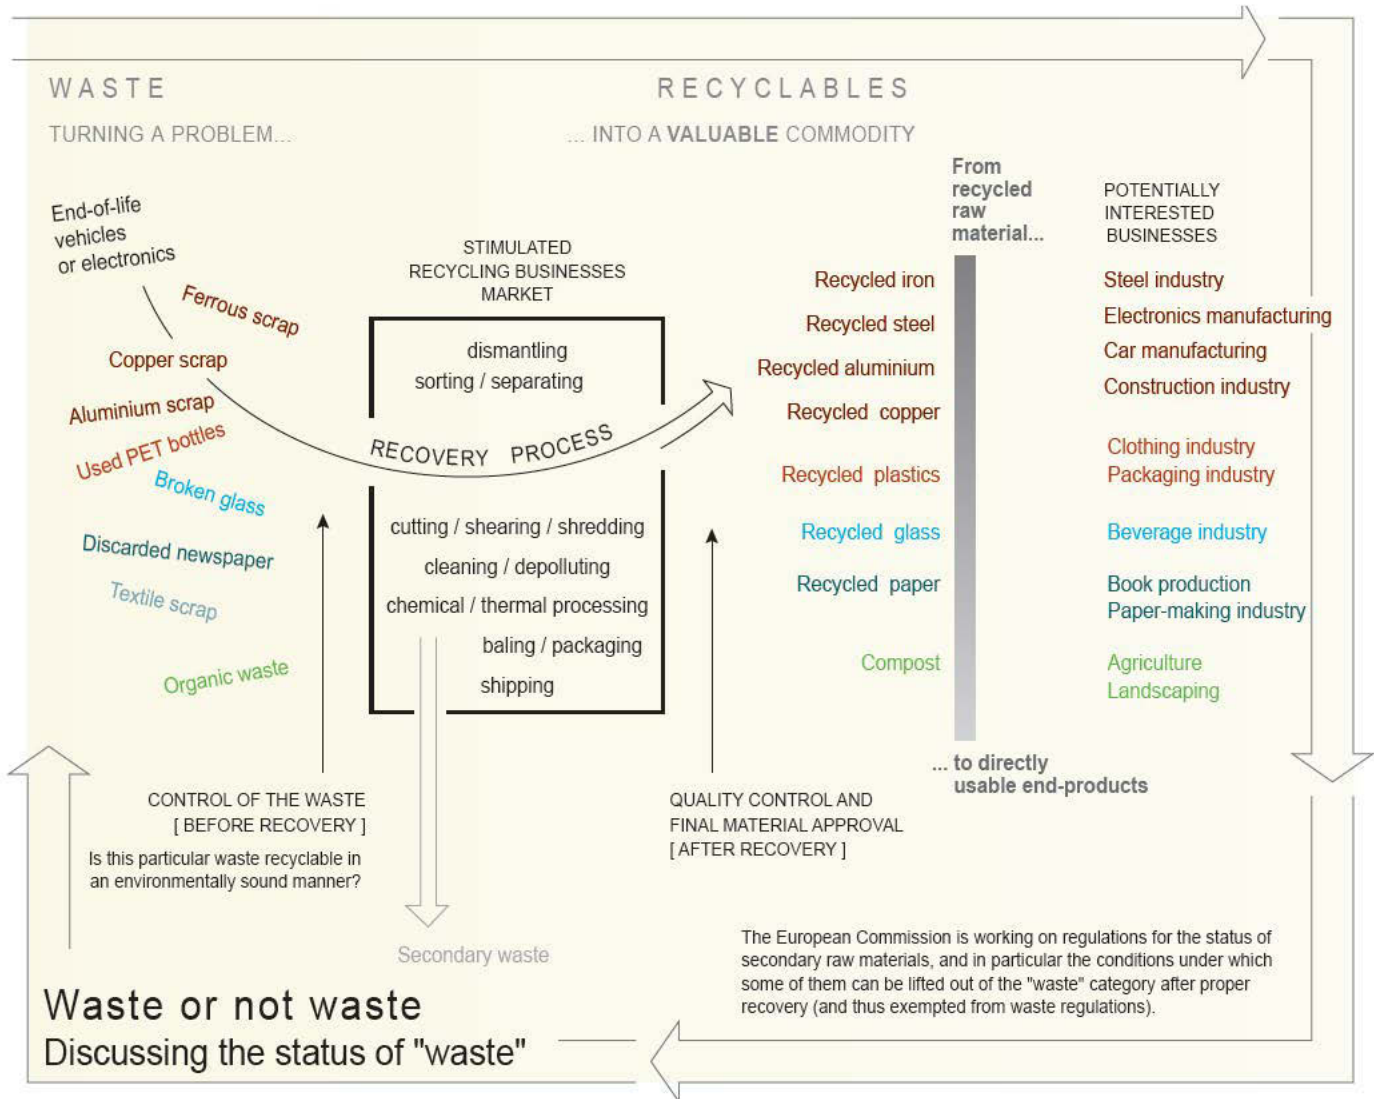 WASTE
TURNING A PROBLEM...
RECYCLABLES
... INTO A VALUABLE COMMODITY
End-of-life
vehicles
or electronics
Ferrous scrap
Copper scrap
Aluminium scrap
Used PET bottles
Broken glass
Discarded newspaper
Textile scrap
Organic waste
STIMULATED
RECYCLING BUSINESSES
MARKET
dismantling
sorting / separating
RECOVERY PROCESS
cutting / shearing / shredding
cleaning / depolluting
chemical / thermal processing
baling / packaging
shipping
From
recycled
raw
material...
Recycled iron
Recycled steel
Recycled aluminium
Recycled copper
Recycled plastics
Recycled glass
Recycled paper
Compost
... to directly
usable end-products
POTENTIALLY
INTERESTED
BUSINESSES
Steel industry
Electronics manufacturing
Car manufacturing
Construction industry
Clothing industry
Packaging industry
Beverage industry
Book production
Paper-making industry
Agriculture
Landscaping
CONTROL OF THE WASTE
[ BEFORE RECOVERY ]
Is this particular waste recyclable in
an environmentally sound manner?
QUALITY CONTROL AND
FINAL MATERIAL APPROVAL
[ AFTER RECOVERY ]
Secondary waste
The European Commission is working on regulations for the status of
secondary raw materials, and in particular the conditions under which
some of them can be lifted out of the "waste" category after proper
recovery (and thus exempted from waste regulations).
Waste or not waste
Discussing the status of "waste"